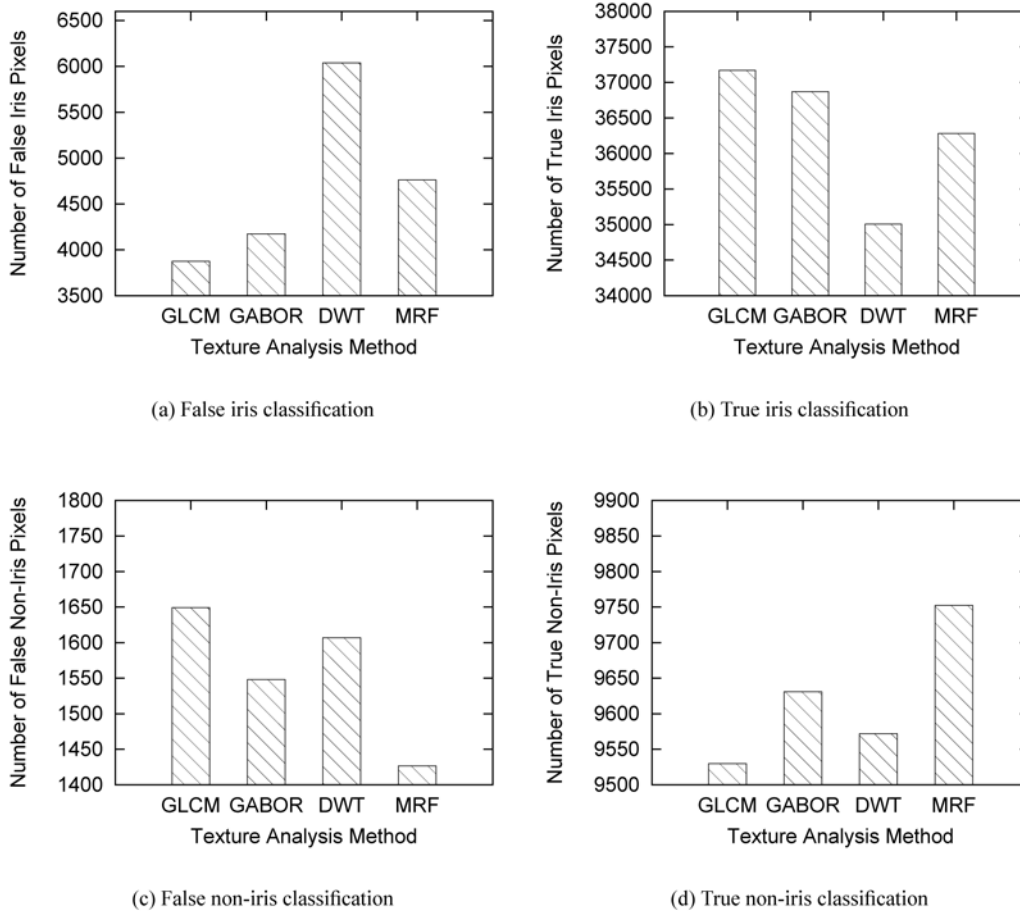 Number of False Iris Pixels
6500
6000
5500
5000
4500
4000
3500
GLCM GABOR DWT MRF
Texture Analysis Method
(a) False iris classification
Number of True Iris Pixels
38000
37500
37000
36500
36000
35500
35000
34500
34000
GLCM GABOR DWT MRF
Texture Analysis Method
(b) True iris classification
Number of False Non-Iris Pixels
1800
1750
1700
1650
1600
1550
1500
1450
1400
GLCM GABOR DWT MRF
Texture Analysis Method
(c) False non-iris classification
Number of True Non-Iris Pixels
9900
9850
9800
9750
9700
9650
9600
9550
9500
GLCM GABOR DWT MRF
Texture Analysis Method
(d) True non-iris classification